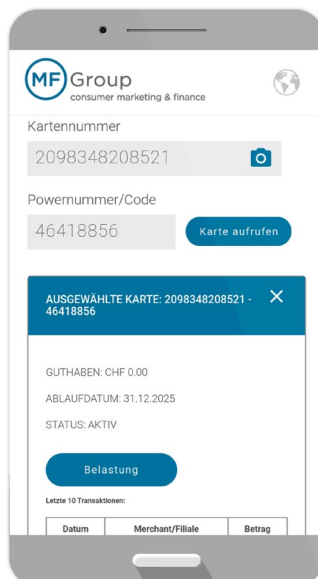 MF Group
consumer marketing & finance
Kartennummer
2098348208521
Powernummer/Code
46418856
Karte aufrufen
AUSGEWÄHLTE KARTE: 2098348208521 -
46418856
GUTHABEN: CHF 0.00
ABLAUFDATUM: 31.12.2025
STATUS: AKTIV
Belastung
Letzte 10 Transaktionen:
Datum Merchant/Filiale Betrag